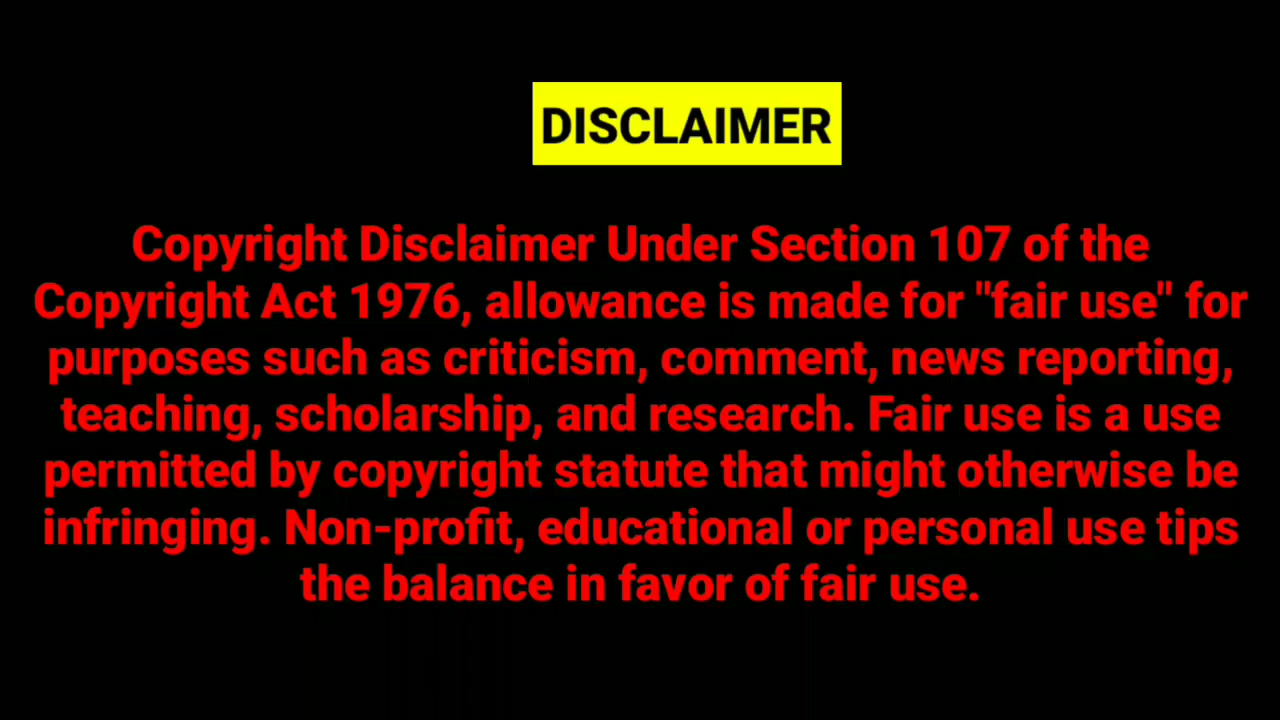 DISCLAIMER
Copyright Disclaimer Under Section 107 of the
Copyright Act 1976, allowance is made for "fair use" for
purposes such as criticism, comment, news reporting,
teaching, scholarship, and research. Fair use is a use
permitted by copyright statute that might otherwise be
infringing. Non-profit, educational or personal use tips
the balance in favor of fair use.